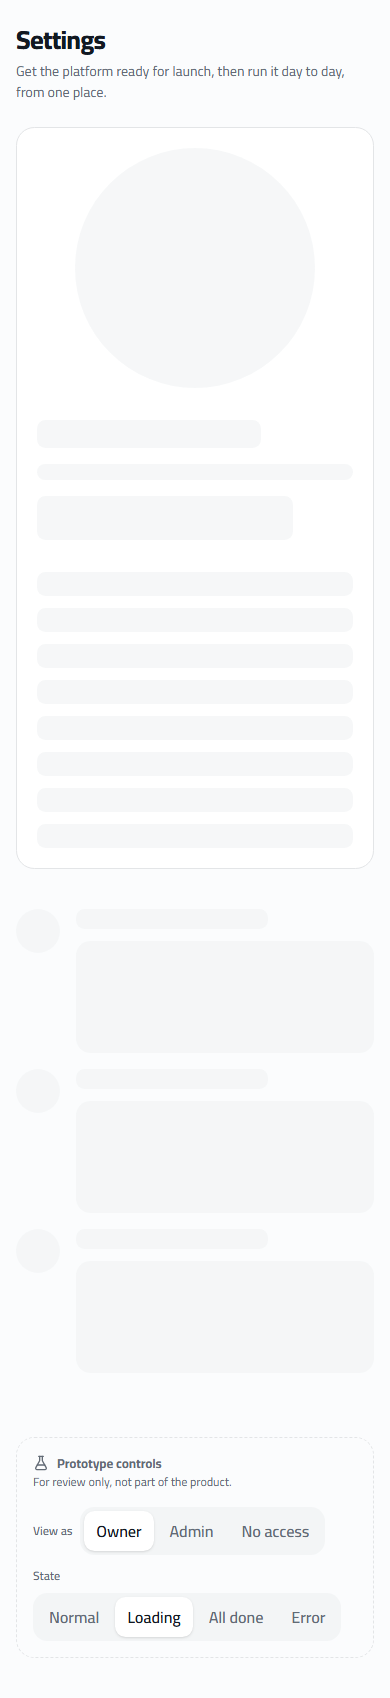 Settings
Get the platform ready for launch, then run it day to day,
from one place.
Prototype controls
For review only, not part of the product.
View as Owner Admin No access
State
Normal Loading All done Error